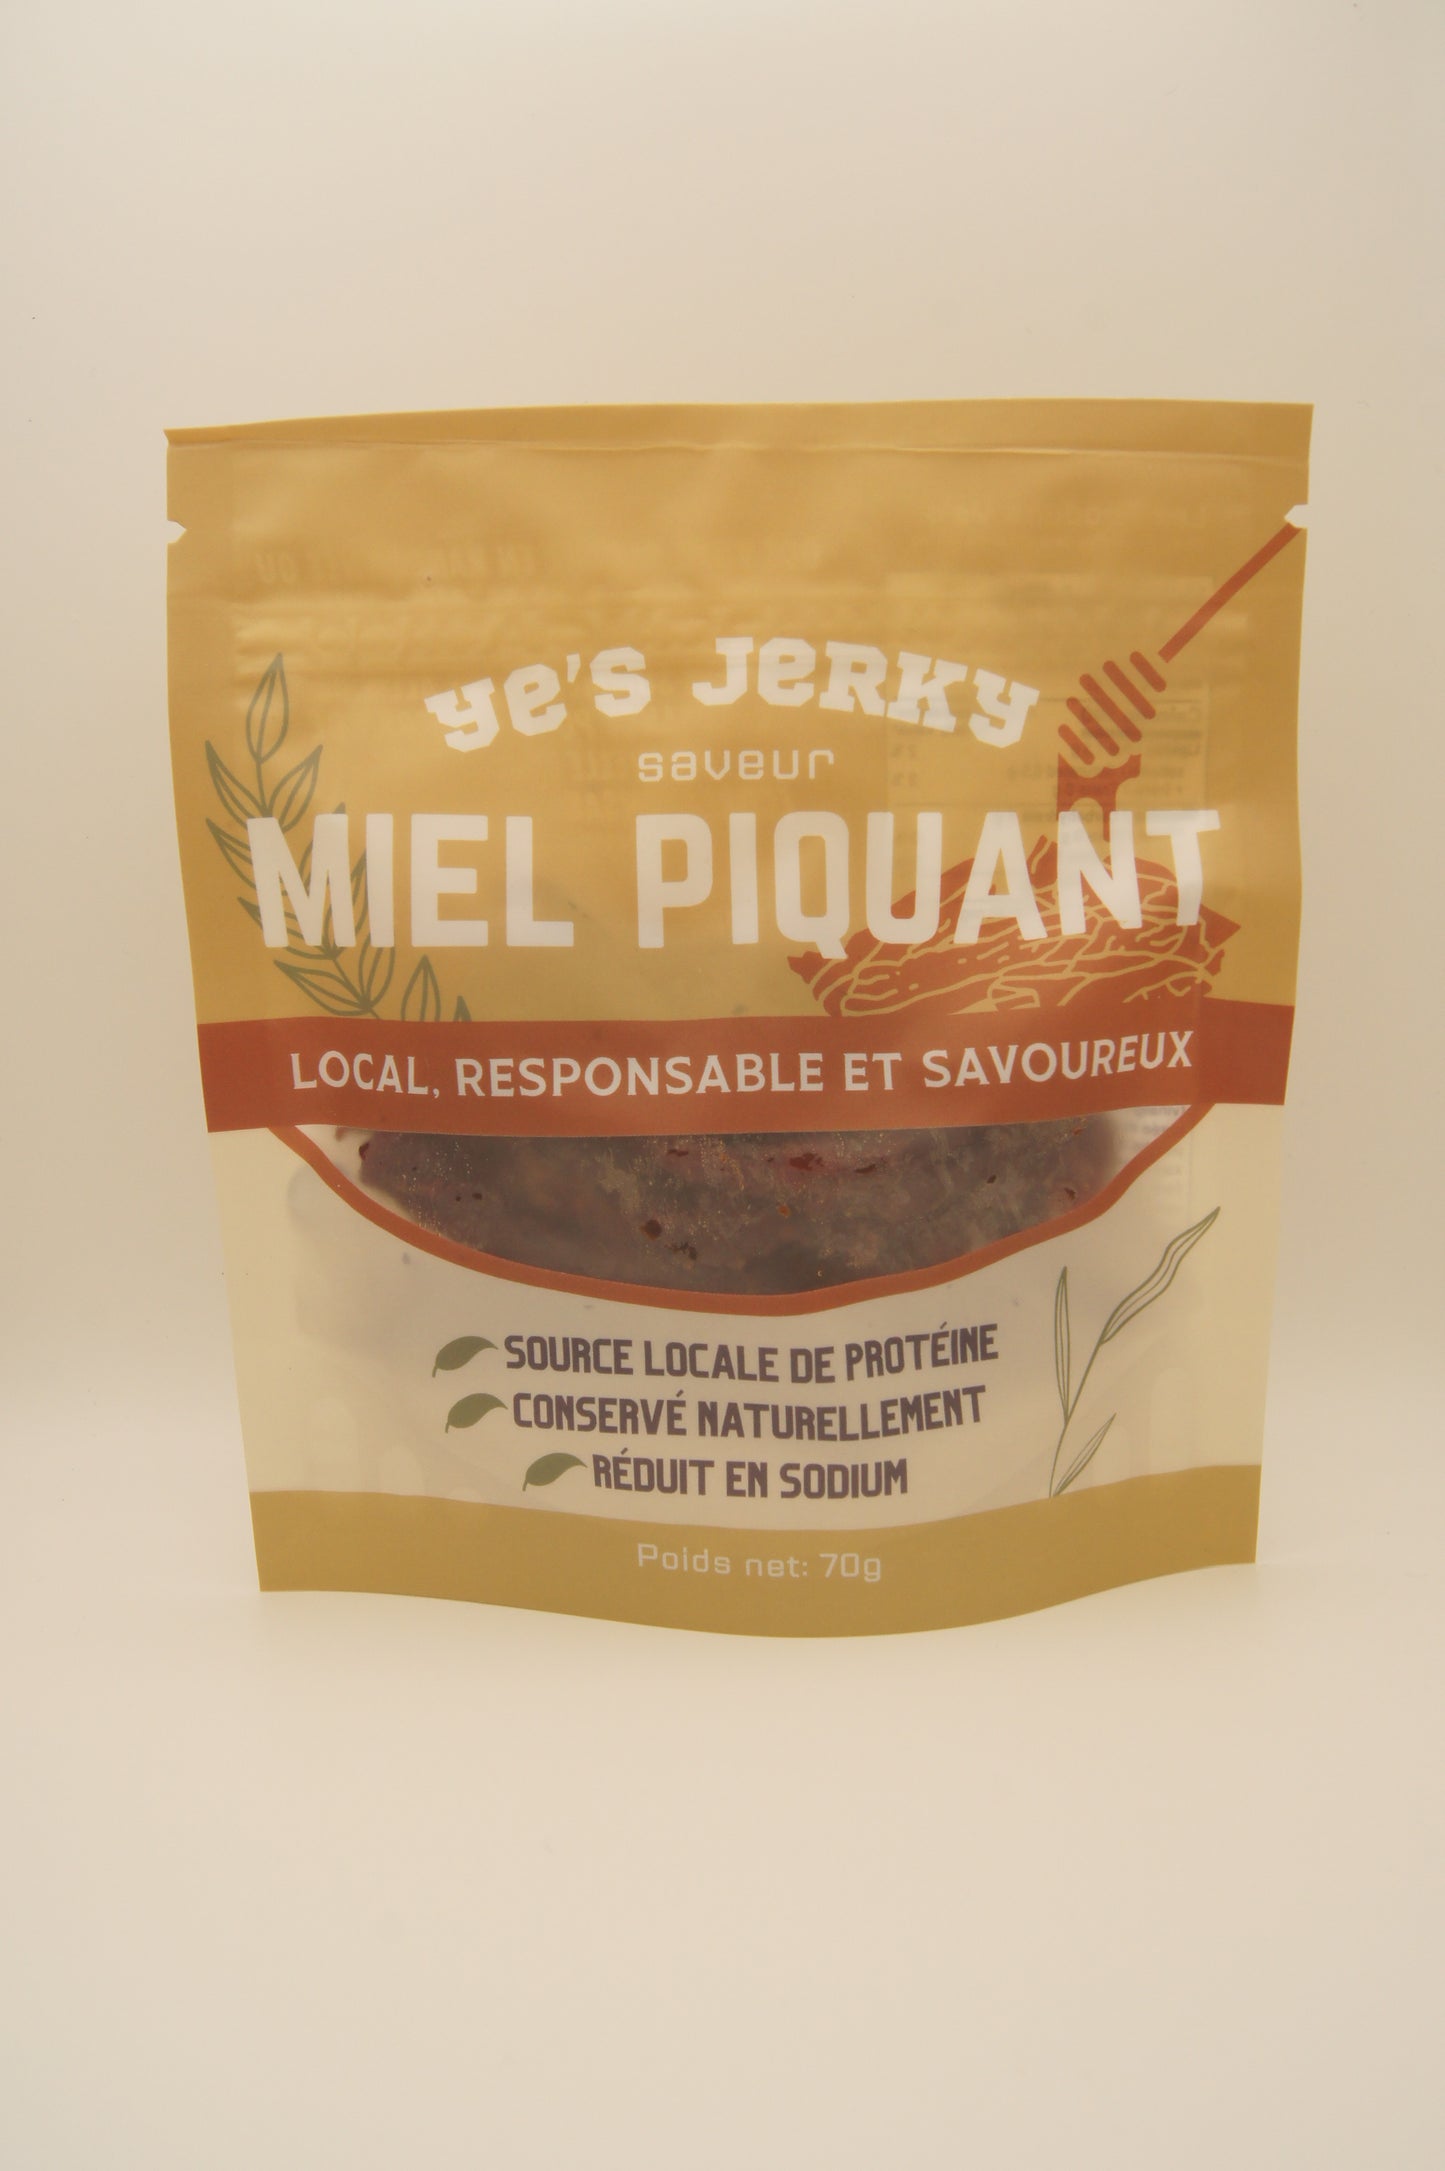 Ye's Jerky
saveur
MIEL PIQUANT
LOCAL, RESPONSABLE ET SAVOUREUX
SOURCE LOCALE DE PROTÉINE
CONSERVÉ NATURELLEMENT
RÉDUIT EN SODIUM
Poids net: 70g